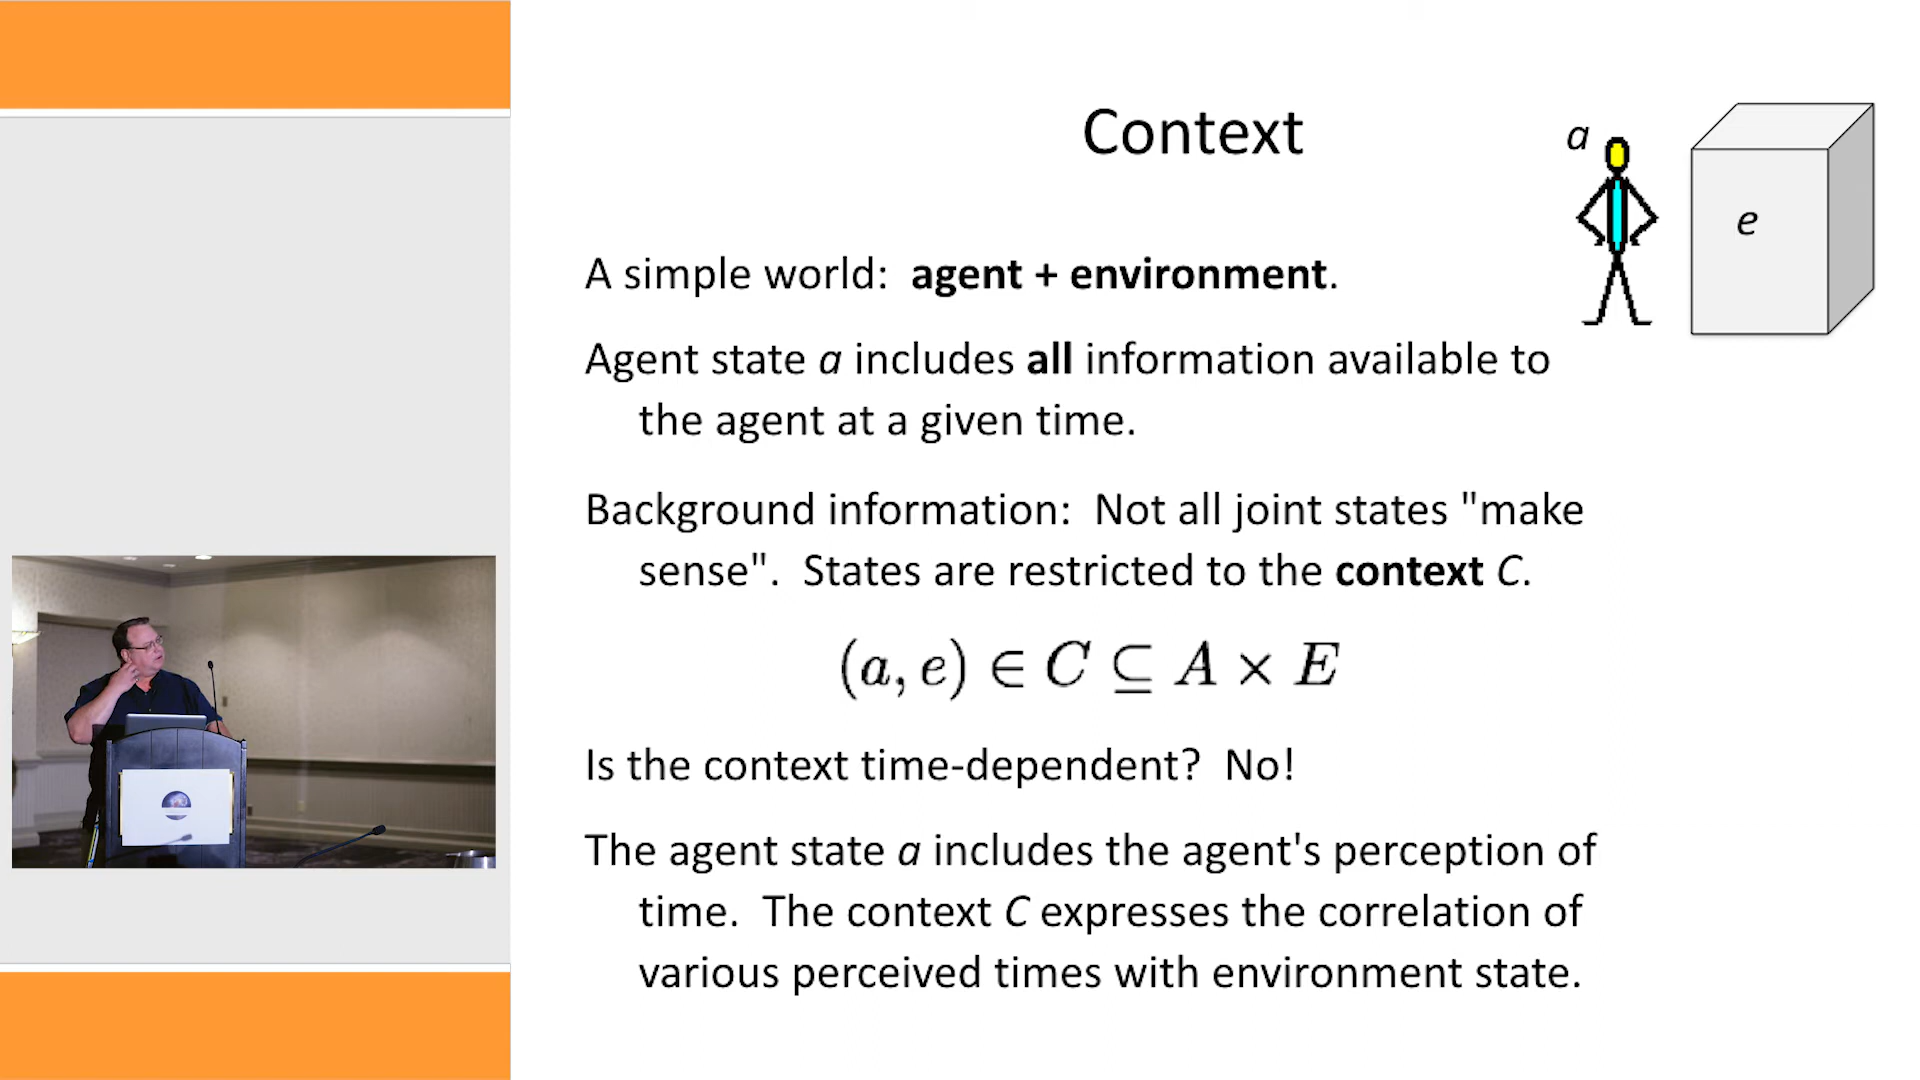 Context
a
e
A simple world:  agent + environment.
Agent state a includes all information available to
the agent at a given time.
Background information:  Not all joint states "make
sense".  States are restricted to the context C.
(a, e) ∈ C ⊆ A × E
Is the context time-dependent?  No!
The agent state a includes the agent's perception of
time.  The context C expresses the correlation of
various perceived times with environment state.